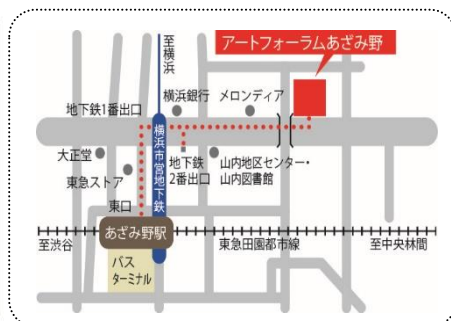 至横浜
アートフォーラムあざみ野
横浜銀行
メロンディア
地下鉄1番出口
横浜市営地下鉄
大正堂
地下鉄
2番出口
山内地区センター・
山内図書館
東急ストア
東口
あざみ野駅
至渋谷
東急田園都市線
至中央林間
バス
ターミナル